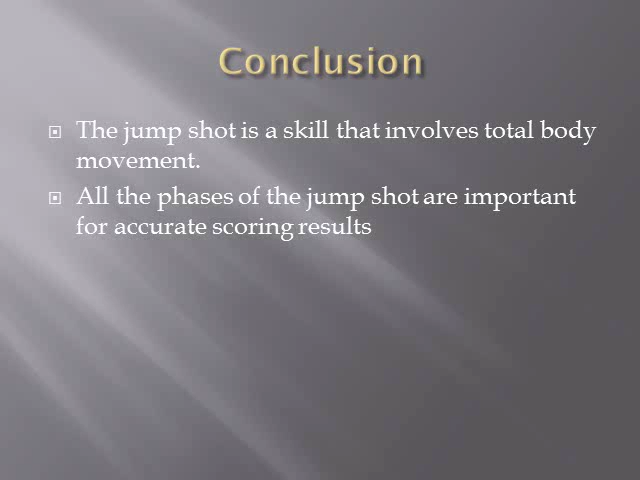 Conclusion
The jump shot is a skill that involves total body
movement.
All the phases of the jump shot are important
for accurate scoring results